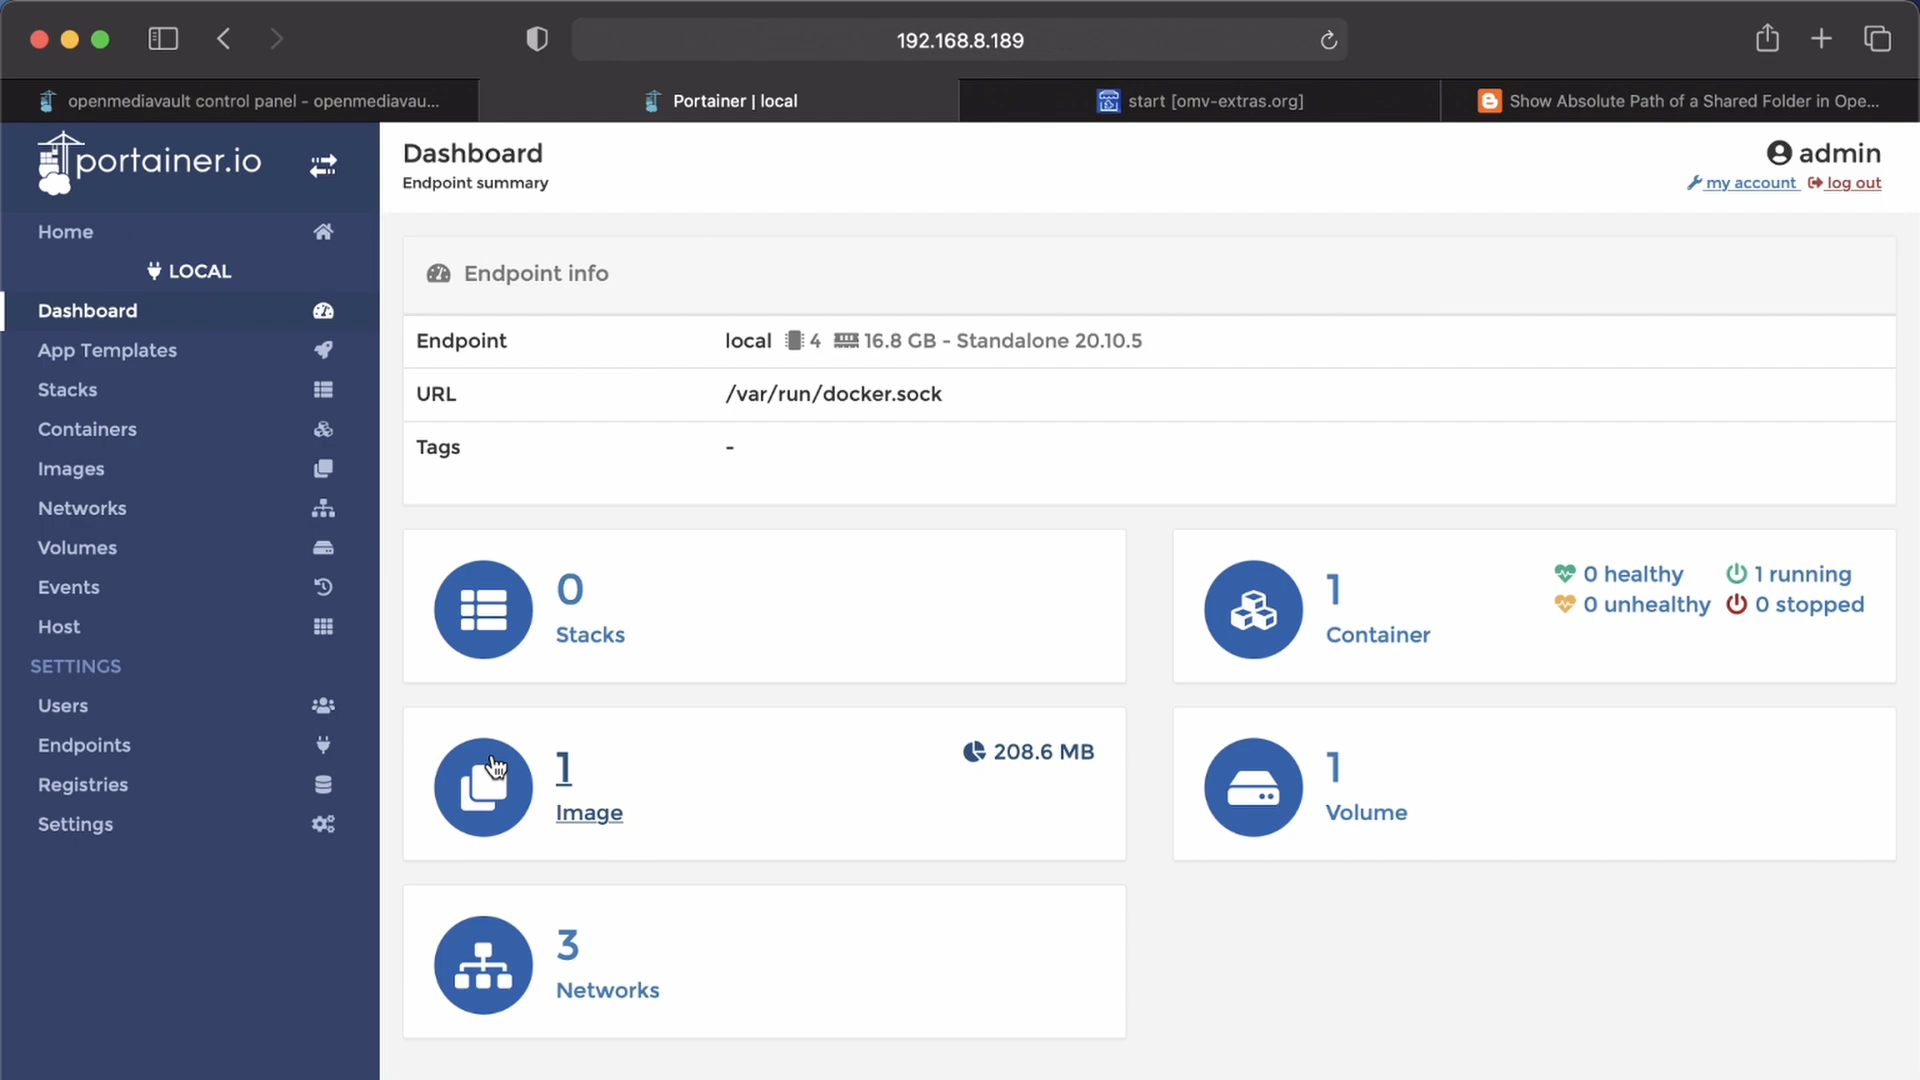 192.168.8.189
openmediavault control panel - openmediavau...
Portainer | local
start [omv-extras.org]
Show Absolute Path of a Shared Folder in Ope...
portainer.io
Home
LOCAL
Dashboard
App Templates
Stacks
Containers
Images
Networks
Volumes
Events
Host
SETTINGS
Users
Endpoints
Registries
Settings
Dashboard
Endpoint summary
admin
my account log out
Endpoint info
Endpoint local 4 16.8 GB - Standalone 20.10.5
URL /var/run/docker.sock
Tags -
0
Stacks
1
Container
0 healthy 1 running
0 unhealthy 0 stopped
1
Image
208.6 MB
1
Volume
3
Networks